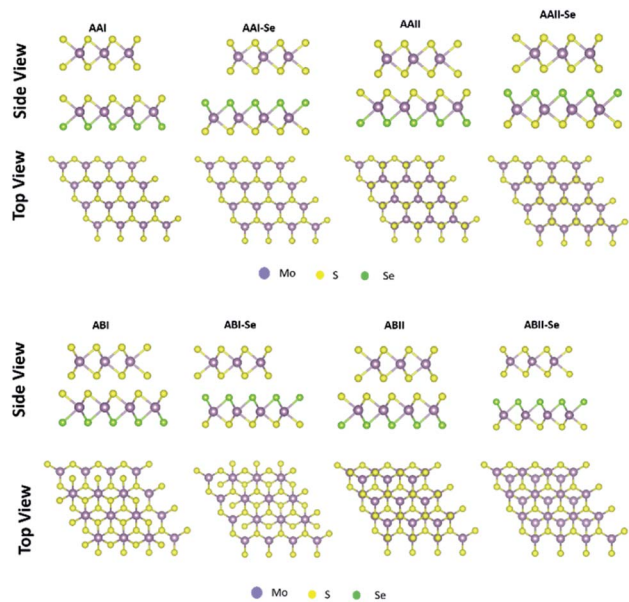 AAI AAI-Se AAII AAII-Se
Side View
Top View
Mo S Se
ABI ABI-Se ABII ABII-Se
Side View
Top View
Mo S Se